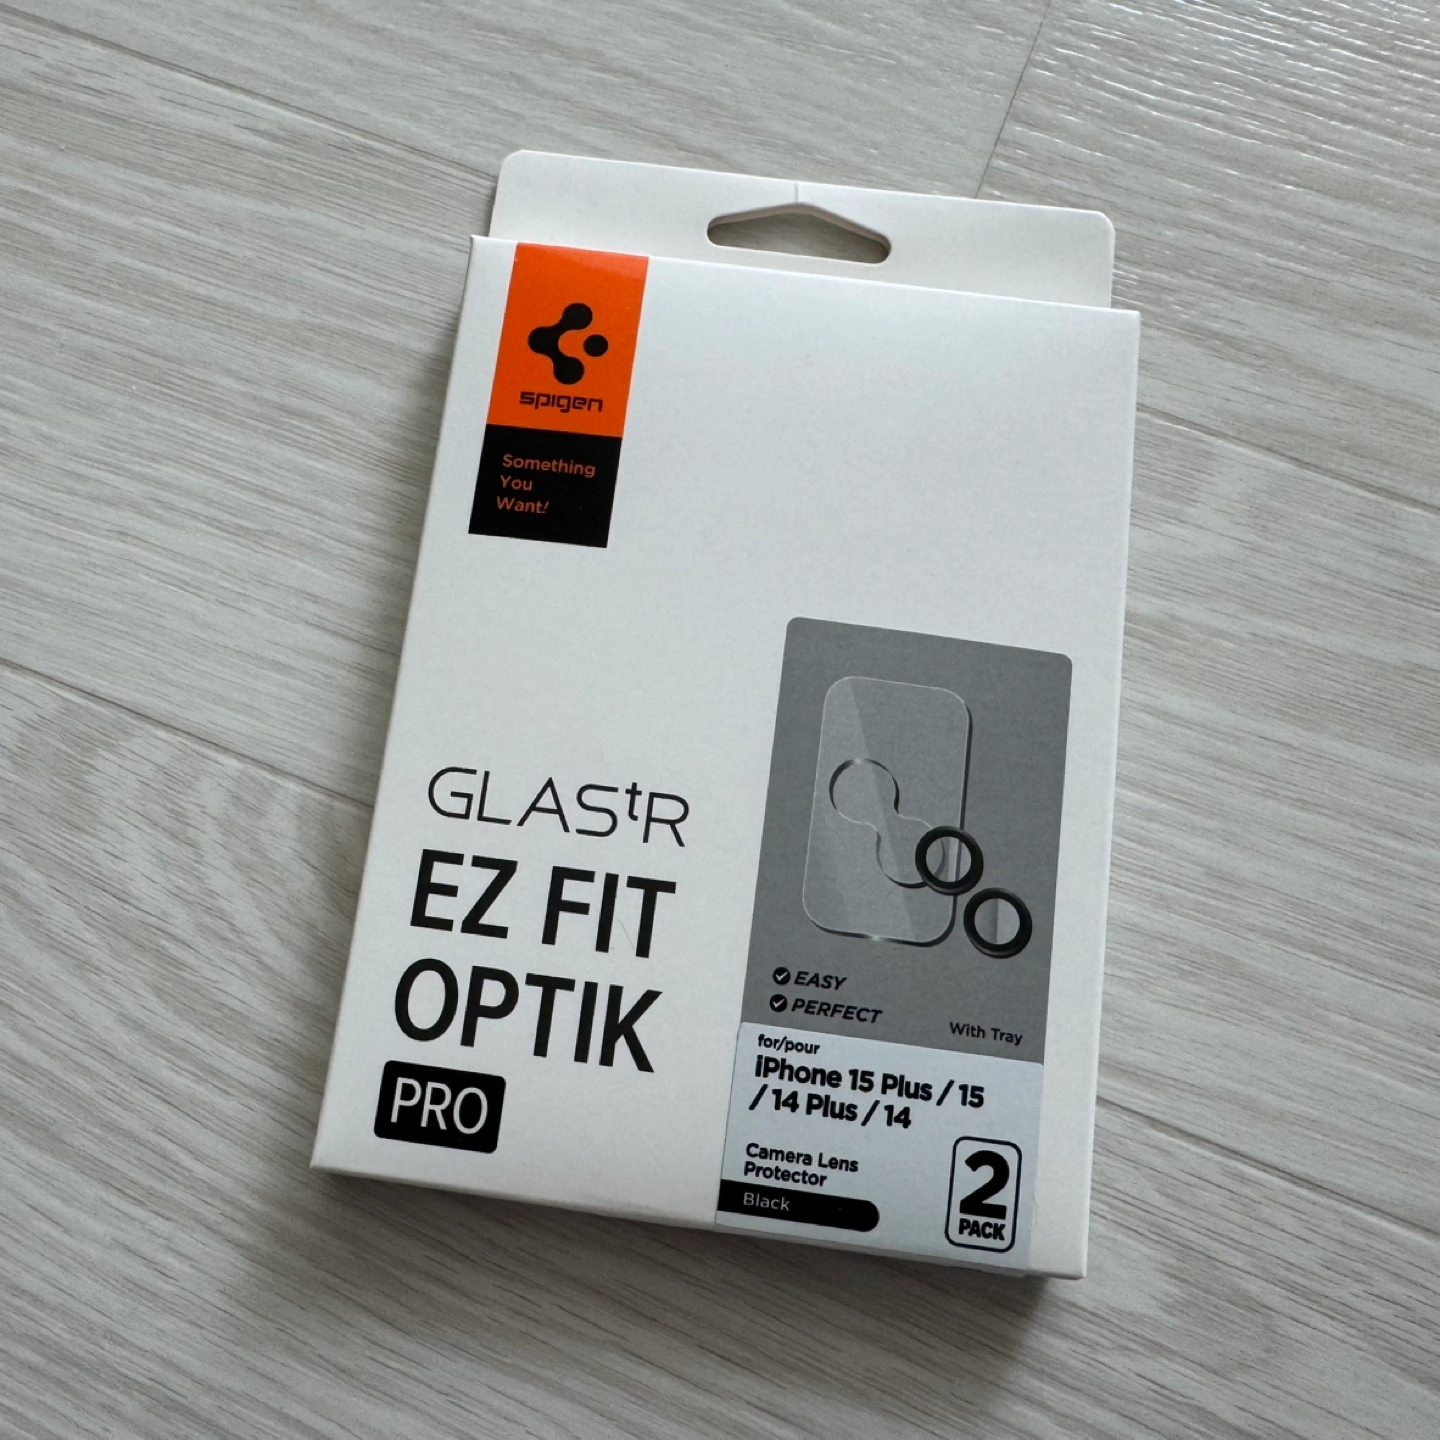 spigen
Something
You
Want!
GLAStR
EZ FIT
OPTIK
PRO
EASY
PERFECT
With Tray
for/pour
iPhone 15 Plus / 15
/ 14 Plus / 14
Camera Lens
Protector
Black
2
PACK